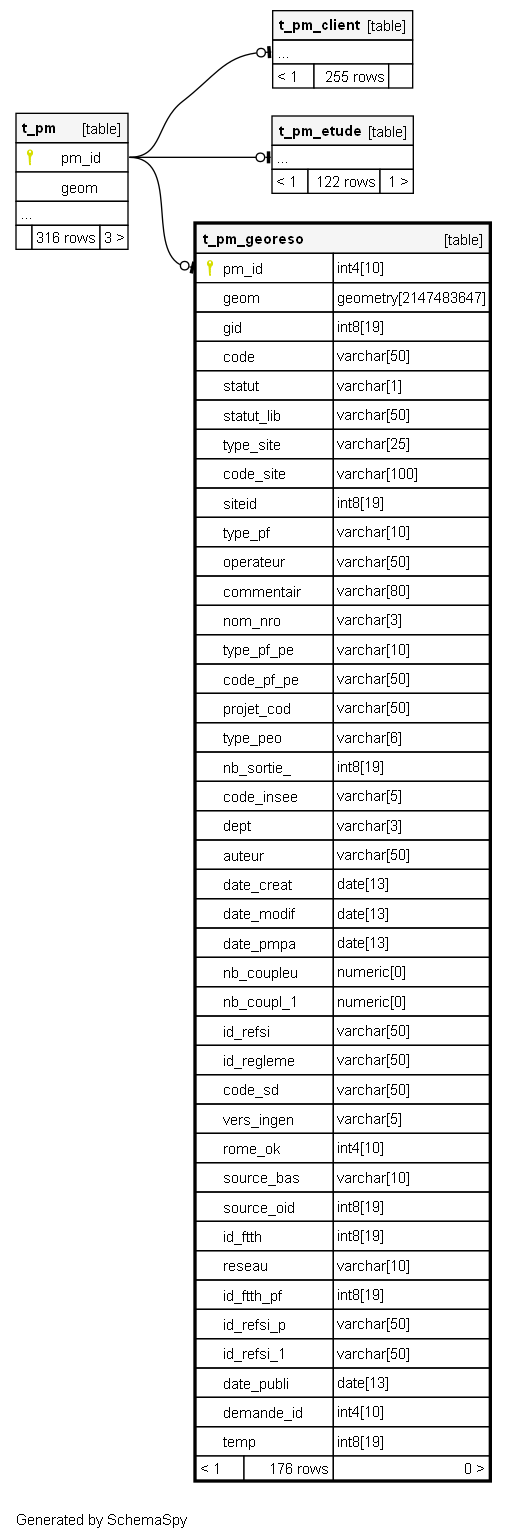 t_pm_client [table]
...
< 1 255 rows
t_pm [table]
pm_id
geom
...
316 rows 3 >
t_pm_etude [table]
...
< 1 122 rows 1 >
t_pm_georeso [table]
pm_id int4[10]
geom geometry[2147483647]
gid int8[19]
code varchar[50]
statut varchar[1]
statut_lib varchar[50]
type_site varchar[25]
code_site varchar[100]
siteid int8[19]
type_pf varchar[10]
operateur varchar[50]
commentair varchar[80]
nom_nro varchar[3]
type_pf_pe varchar[10]
code_pf_pe varchar[50]
projet_cod varchar[50]
type_peo varchar[6]
nb_sortie_ int8[19]
code_insee varchar[5]
dept varchar[3]
auteur varchar[50]
date_creat date[13]
date_modif date[13]
date_pmpa date[13]
nb_coupleu numeric[0]
nb_coupl_1 numeric[0]
id_refsi varchar[50]
id_regleme varchar[50]
code_sd varchar[50]
vers_ingen varchar[5]
rome_ok int4[10]
source_bas varchar[10]
source_oid int8[19]
id_ftth int8[19]
reseau varchar[10]
id_ftth_pf int8[19]
id_refsi_p varchar[50]
id_refsi_1 varchar[50]
date_publi date[13]
demande_id int4[10]
temp int8[19]
< 1 176 rows 0 >
Generated by SchemaSpy